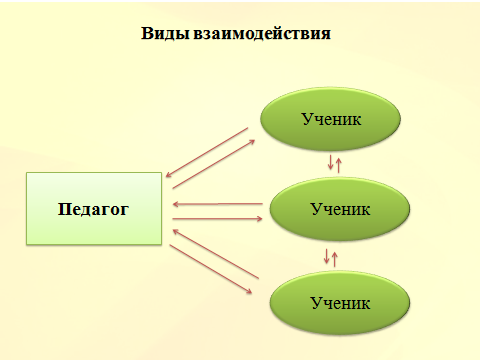 Виды взаимодействия
Ученик
Педагог
Ученик
Ученик